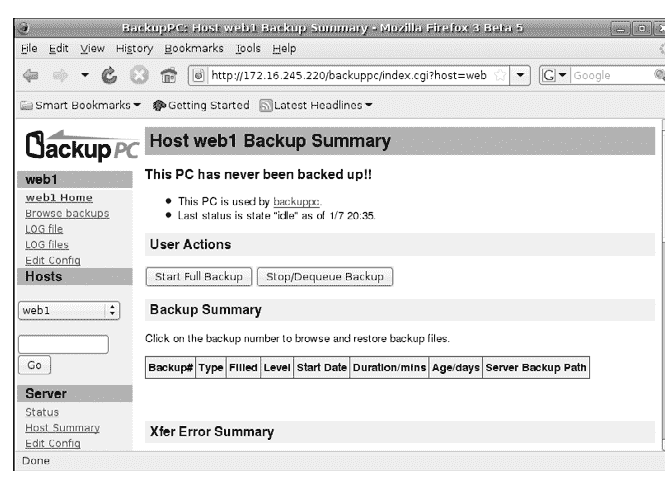 BackupPC: Host web1 Backup Summary - Mozilla Firefox 3 Beta 5
File Edit View History Bookmarks Tools Help
http://172.16.245.220/backuppc/index.cgi?host=web
G Google
Smart Bookmarks Getting Started Latest Headlines
BackupPC
Host web1 Backup Summary
This PC has never been backed up!!
web1
web1 Home
Browse backups
LOG file
LOG files
Edit Config
• This PC is used by backuppc.
• Last status is state "idle" as of 1/7 20:35.
User Actions
Start Full Backup Stop/Dequeue Backup
Hosts
web1
Go
Backup Summary
Click on the backup number to browse and restore backup files.
Backup# Type Filled Level Start Date Duration/mins Age/days Server Backup Path
Server
Status
Host Summary
Edit Config
Xfer Error Summary
Done